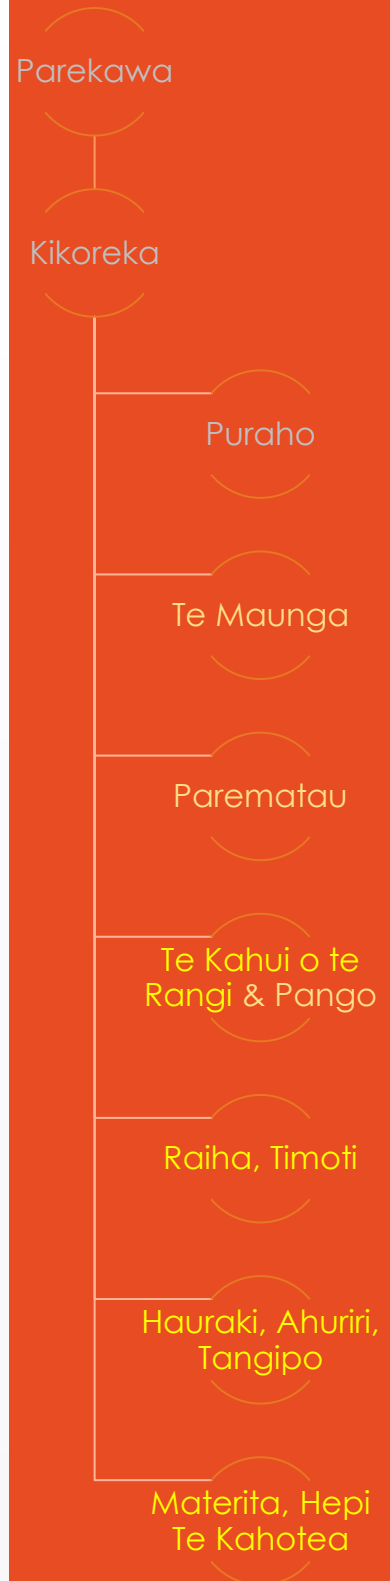 Parekawa
Kikoreka
Puraho
Te Maunga
Parematau
Te Kahui o te
Rangi & Pango
Raiha, Timoti
Hauraki, Ahuriri,
Tangipo
Materita, Hepi
Te Kahotea